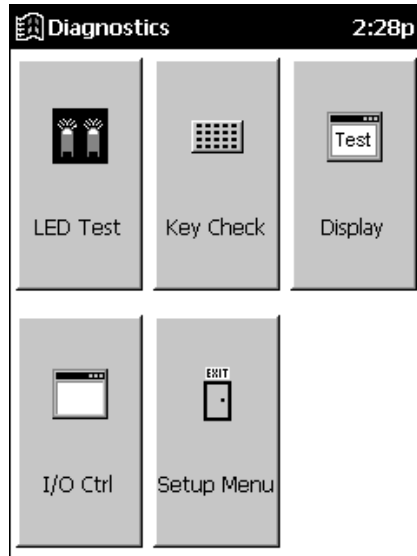 Diagnostics 2:28p
Test
LED Test Key Check Display
EXIT
I/O Ctrl Setup Menu